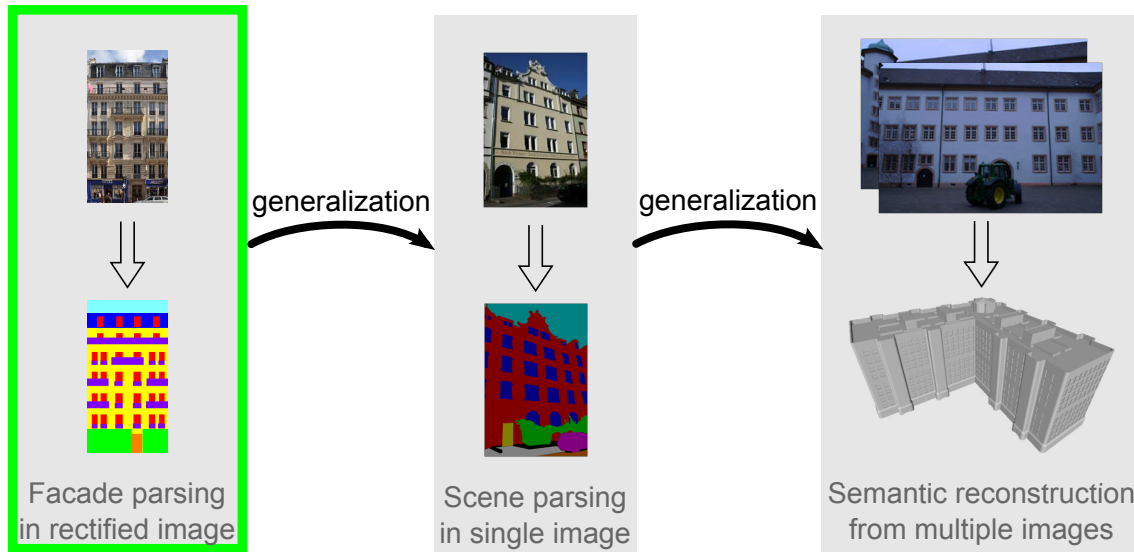 generalization
generalization
Facade parsing
in rectified image
Scene parsing
in single image
Semantic reconstruction
from multiple images